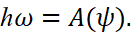 ℎ𝜔 = 𝐴(𝜓).